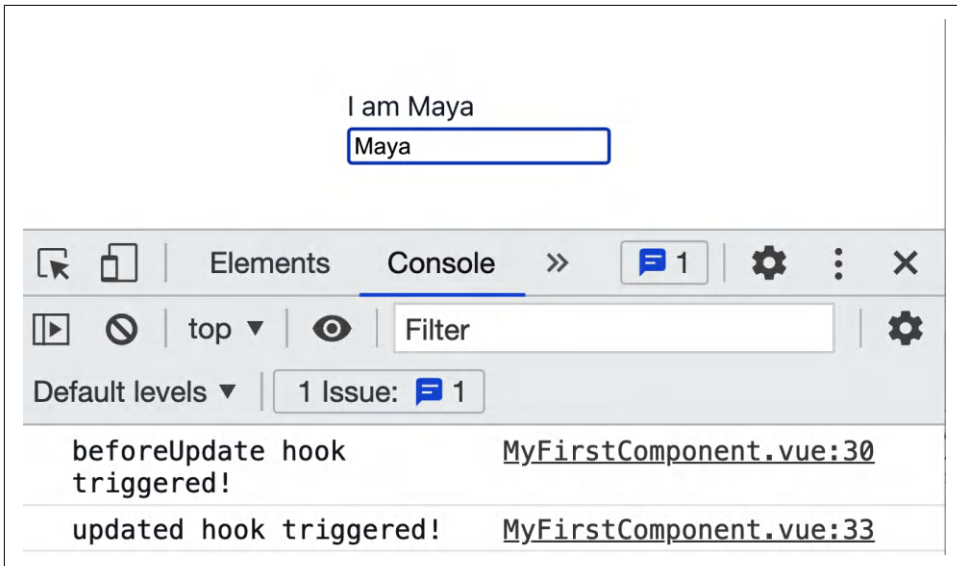 I am Maya
Maya
Elements Console » 1
top ▼ Filter
Default levels ▼ 1 Issue: 1
beforeUpdate hook MyFirstComponent.vue:30
triggered!
updated hook triggered! MyFirstComponent.vue:33